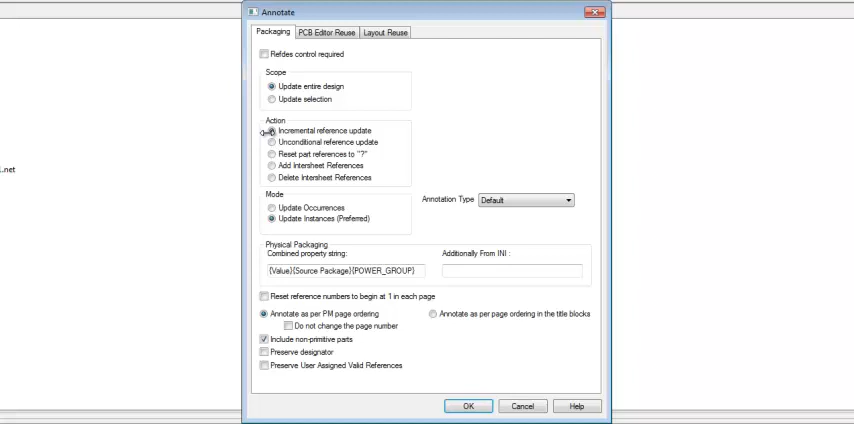 Annotate
Packaging
PCB Editor Reuse
Layout Reuse
Refdes control required
Scope
Update entire design
Update selection
Action
Incremental reference update
Unconditional reference update
Reset part references to "?"
Add Intersheet References
Delete Intersheet References
.net
Mode
Update Occurrences
Update Instances (Preferred)
Annotation Type
Default
Physical Packaging
Combined property string:
Additionally From INI :
{Value}{Source Package}{POWER_GROUP}
Reset reference numbers to begin at 1 in each page
Annotate as per PM page ordering
Annotate as per page ordering in the title blocks
Do not change the page number
Include non-primitive parts
Preserve designator
Preserve User Assigned Valid References
OK
Cancel
Help